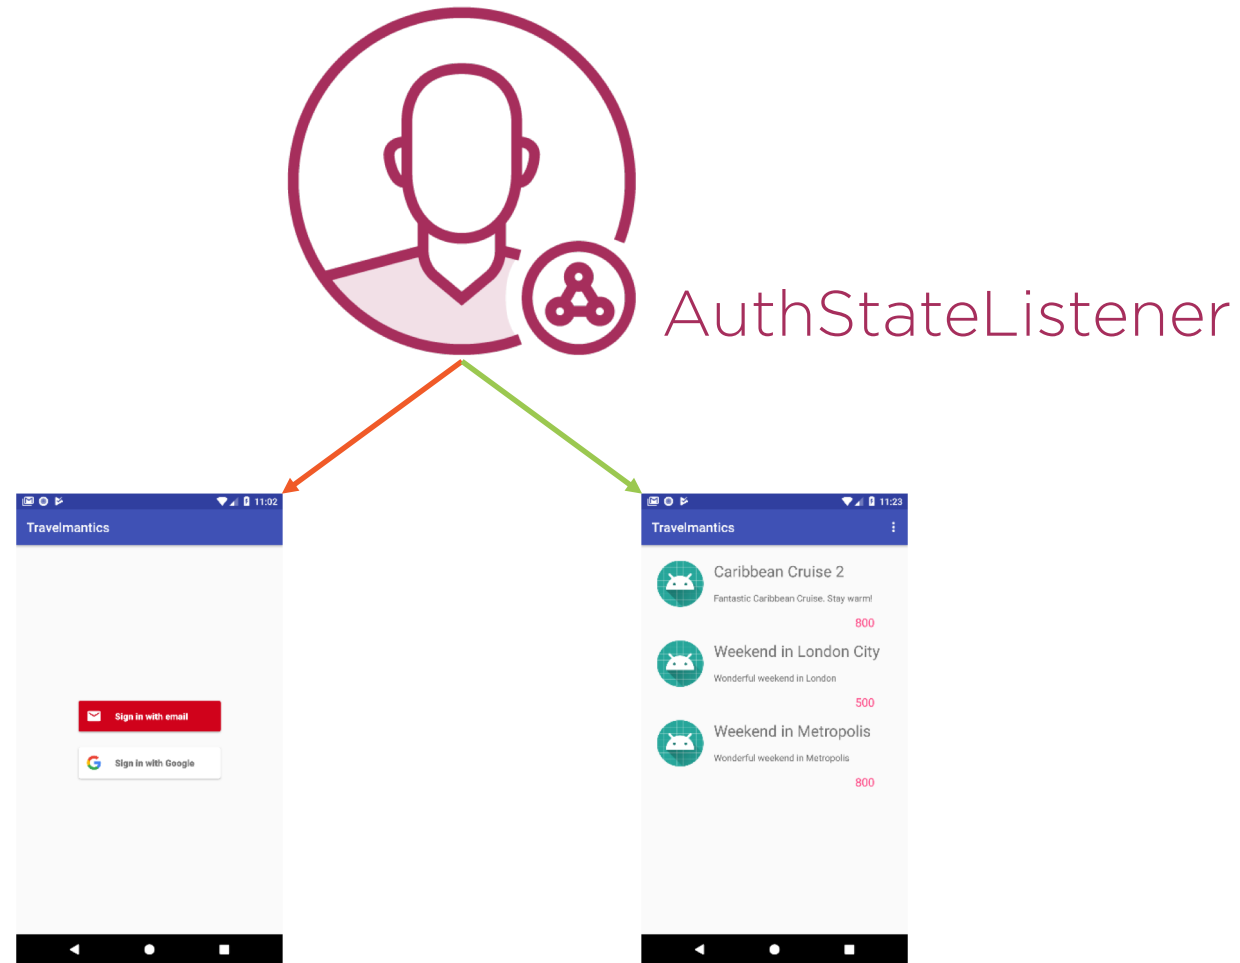 AuthStateListener
11:02
Travelmantics
Sign in with email
Sign in with Google
11:23
Travelmantics
Caribbean Cruise 2
Fantastic Caribbean Cruise. Stay warm!
800
Weekend in London City
Wonderful weekend in London
500
Weekend in Metropolis
Wonderful weekend in Metropolis
800